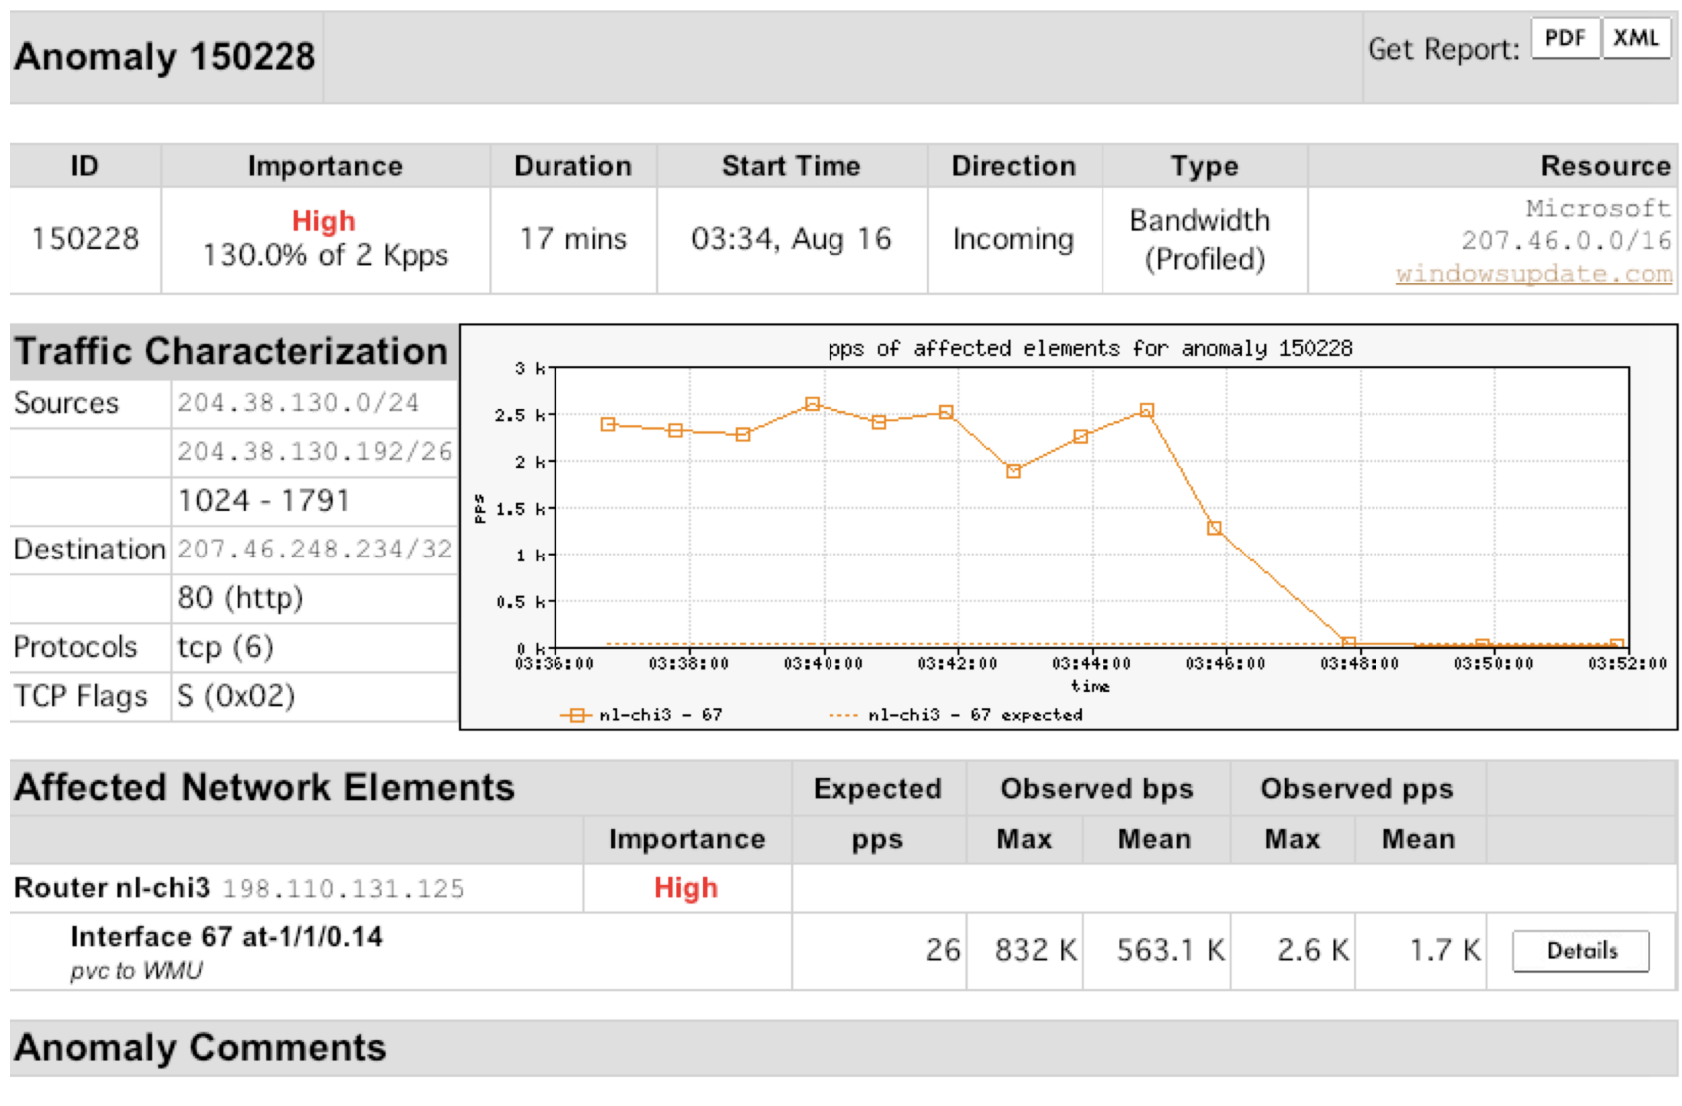 Anomaly 150228
Get Report: PDF XML
ID Importance Duration Start Time Direction Type Resource
150228 High 130.0% of 2 Kpps 17 mins 03:34, Aug 16 Incoming Bandwidth (Profiled) Microsoft 207.46.0.0/16 windowsupdate.com
Traffic Characterization
Sources 204.38.130.0/24
204.38.130.192/26
1024 - 1791
Destination 207.46.248.234/32
80 (http)
Protocols tcp (6)
TCP Flags S (0x02)
pps of affected elements for anomaly 150228
3 k
2.5 k
2 k
1.5 k
1 k
0.5 k
0 k
pps
03:36:00 03:38:00 03:40:00 03:42:00 03:44:00 03:46:00 03:48:00 03:50:00 03:52:00
time
nl-chi3 - 67 nl-chi3 - 67 expected
Affected Network Elements Expected Observed bps Observed pps
Importance pps Max Mean Max Mean
Router nl-chi3 198.110.131.125 High
Interface 67 at-1/1/0.14 26 832 K 563.1 K 2.6 K 1.7 K Details
pvc to WMU
Anomaly Comments